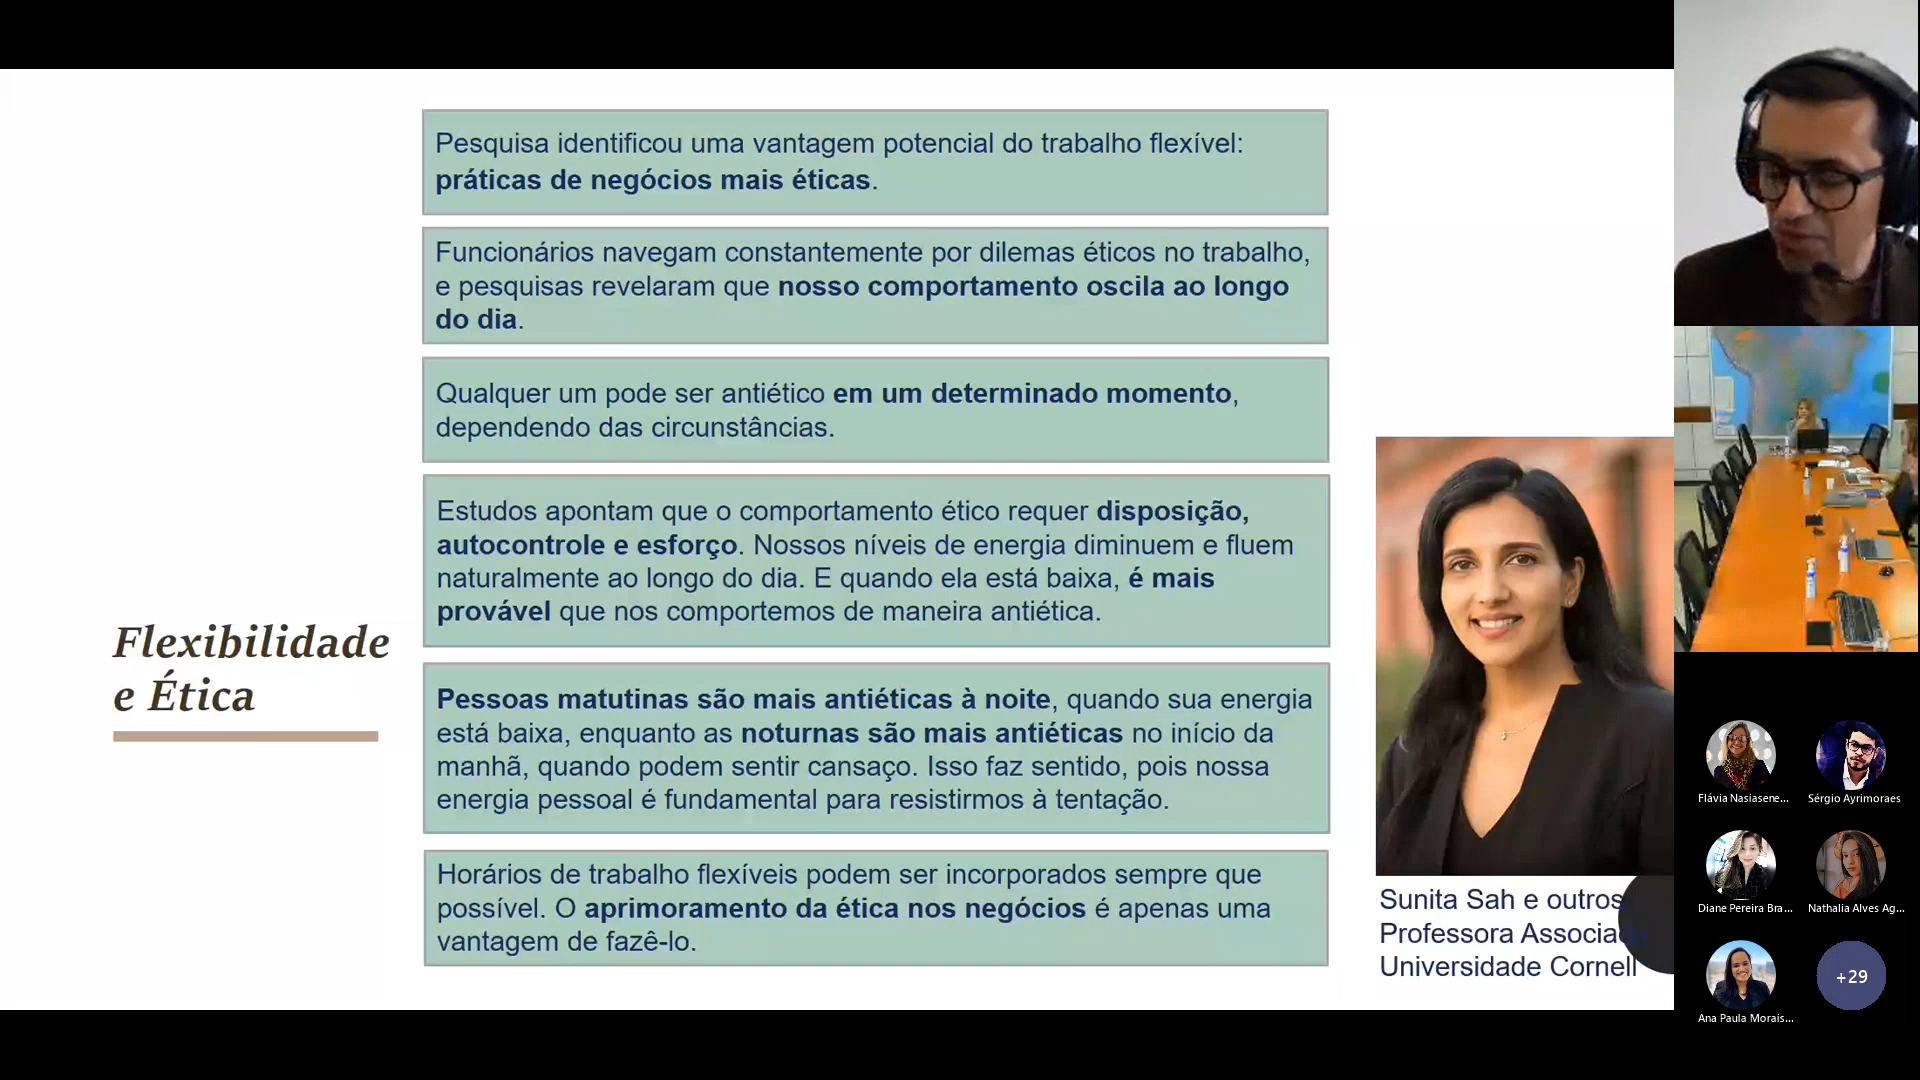 Flexibilidade
e Ética
Pesquisa identificou uma vantagem potencial do trabalho flexível:
práticas de negócios mais éticas.
Funcionários navegam constantemente por dilemas éticos no trabalho,
e pesquisas revelaram que nosso comportamento oscila ao longo
do dia.
Qualquer um pode ser antiético em um determinado momento,
dependendo das circunstâncias.
Estudos apontam que o comportamento ético requer disposição,
autocontrole e esforço. Nossos níveis de energia diminuem e fluem
naturalmente ao longo do dia. E quando ela está baixa, é mais
provável que nos comportemos de maneira antiética.
Pessoas matutinas são mais antiéticas à noite, quando sua energia
está baixa, enquanto as noturnas são mais antiéticas no início da
manhã, quando podem sentir cansaço. Isso faz sentido, pois nossa
energia pessoal é fundamental para resistirmos à tentação.
Horários de trabalho flexíveis podem ser incorporados sempre que
possível. O aprimoramento da ética nos negócios é apenas uma
vantagem de fazê-lo.
Sunita Sah e outros
Professora Associad
Universidade Cornell
Flávia Nasiasene...
Sérgio Ayrimoraes
Diane Pereira Bra...
Nathalia Alves Ag...
Ana Paula Morais...
+29